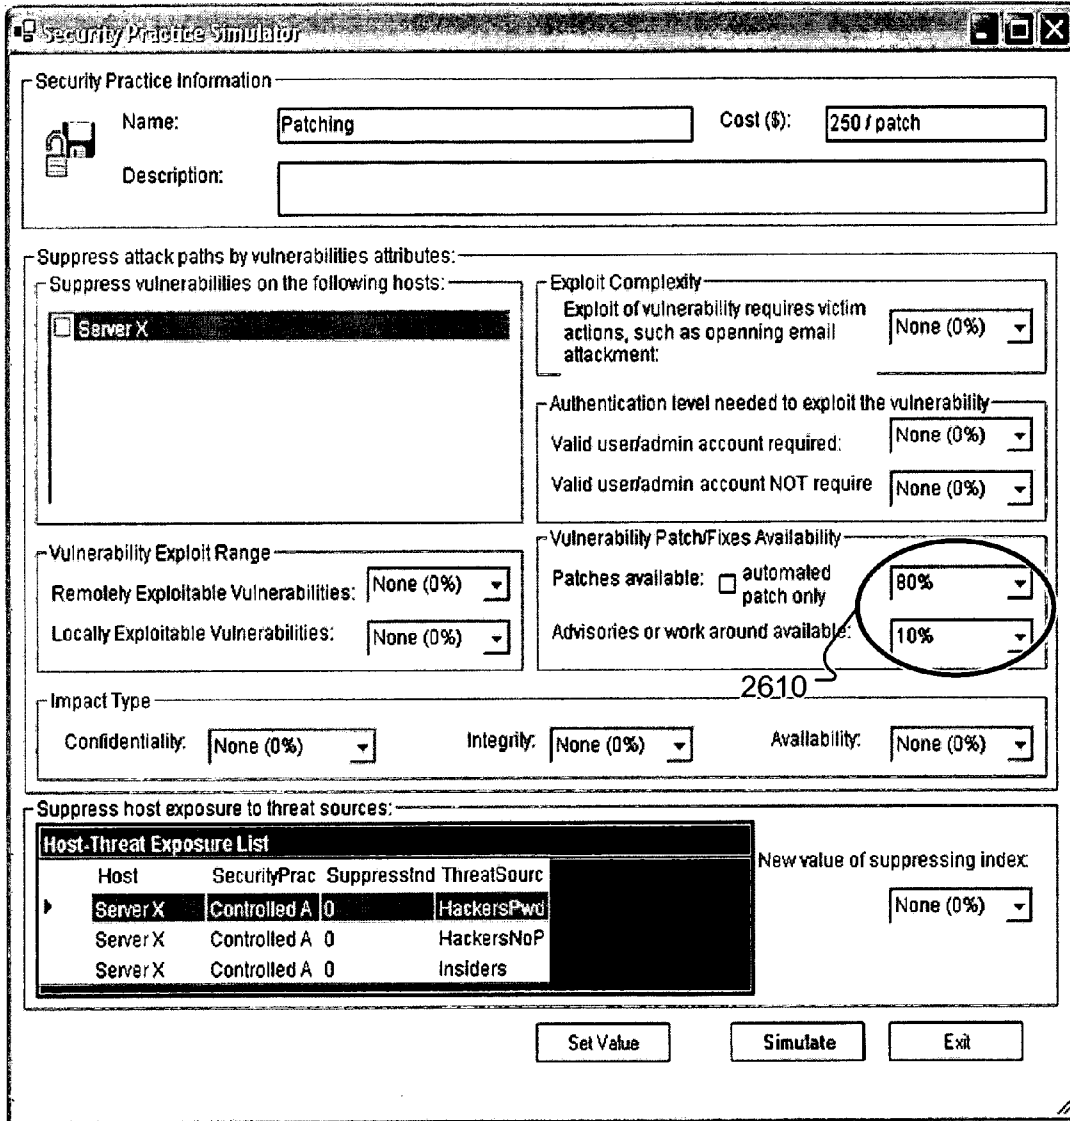 Security Practice Simulator
Security Practice Information
Name:
Patching
Cost ($):
250 / patch
Description:
Suppress attack paths by vulnerabilities attributes:
Suppress vulnerabilities on the following hosts:
Server X
Exploit Complexity
Exploit of vulnerability requires victim
actions, such as openning email
attackment:
None (0%)
Authentication level needed to exploit the vulnerability
Valid user/admin account required:
None (0%)
Valid user/admin account NOT require
None (0%)
Vulnerability Exploit Range
Remotely Exploitable Vulnerabilities:
None (0%)
Locally Exploitable Vulnerabilities:
None (0%)
Vulnerability Patch/Fixes Availability
Patches available:
automated
patch only
80%
Advisories or work around available:
10%
2610
Impact Type
Confidentiality:
None (0%)
Integrity:
None (0%)
Availability:
None (0%)
Suppress host exposure to threat sources:
Host-Threat Exposure List
Host SecurityPrac SuppressInd ThreatSourc
Server X Controlled A 0 HackersPwd
Server X Controlled A 0 HackersNoP
Server X Controlled A 0 Insiders
New value of suppressing index:
None (0%)
Set Value
Simulate
Exit